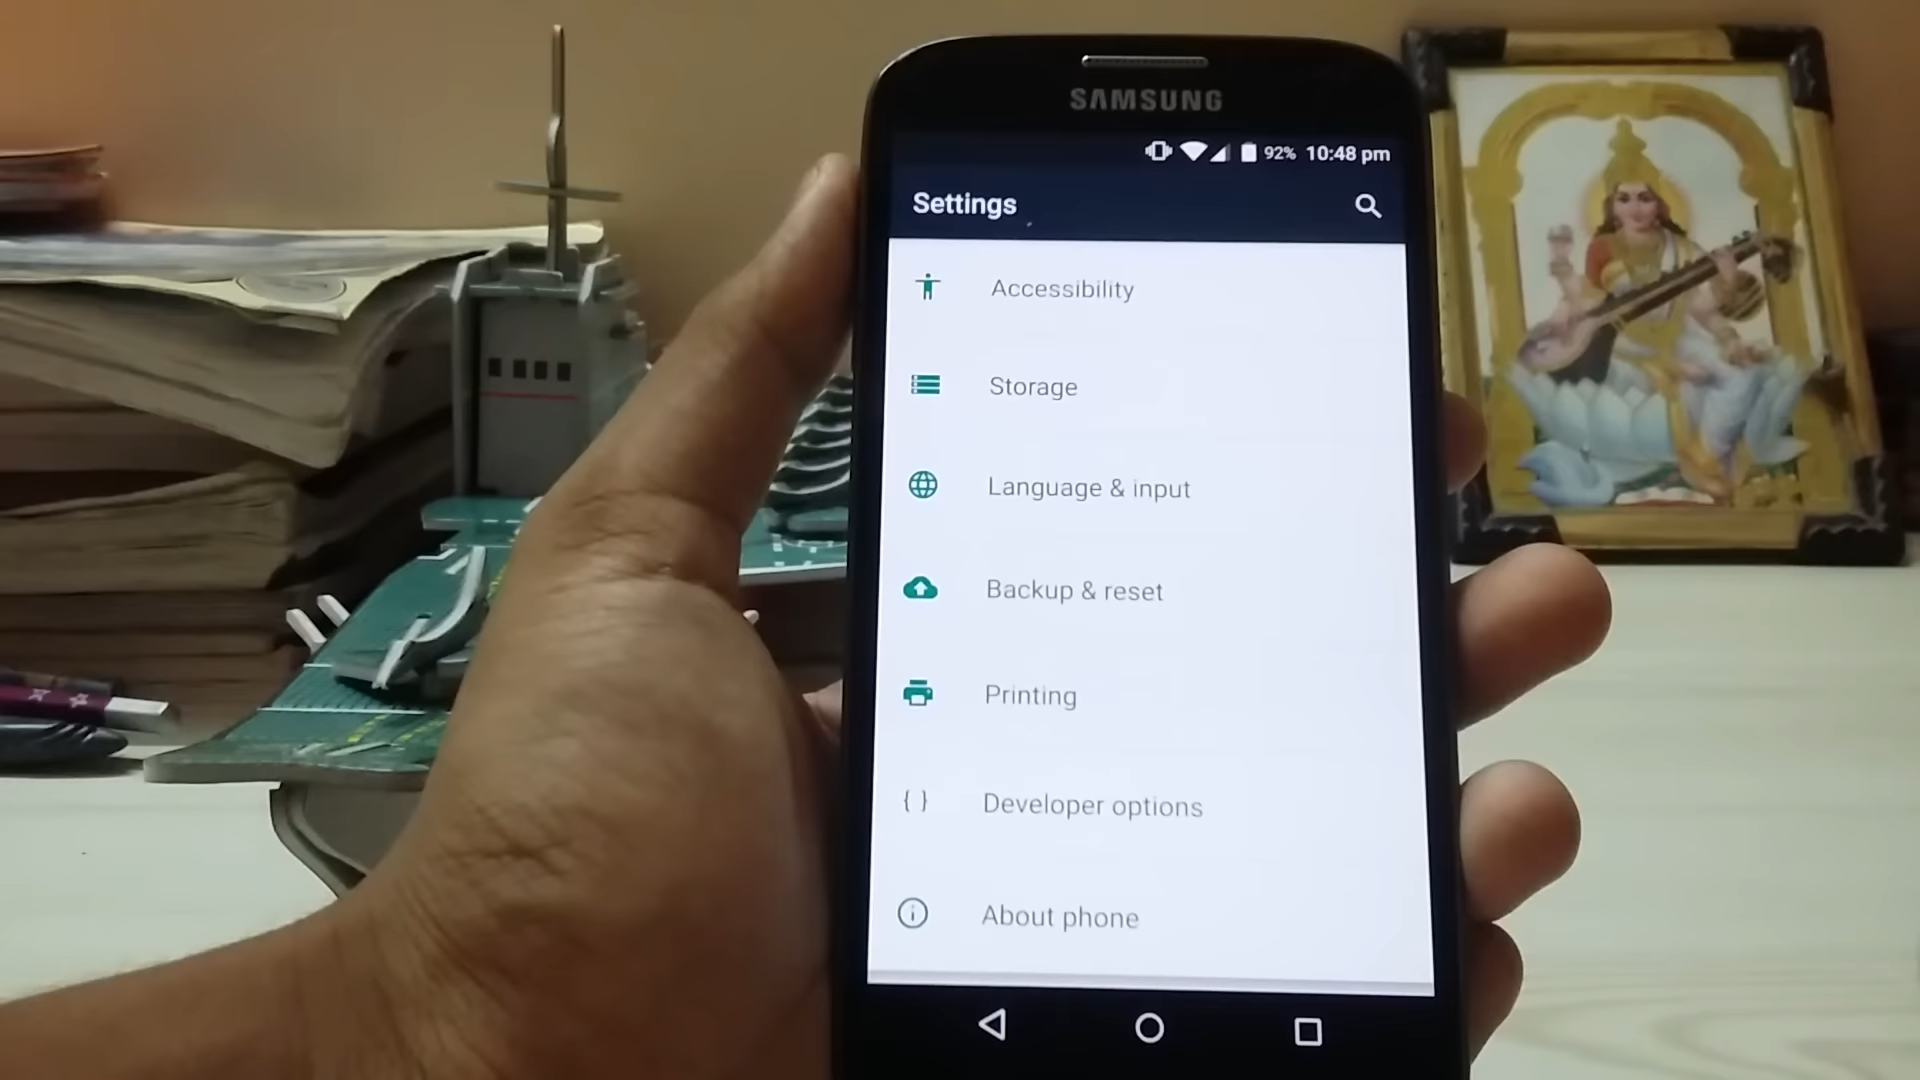 SAMSUNG
92% 10:48 pm
Settings
Accessibility
Storage
Language & input
Backup & reset
Printing
{ } Developer options
About phone